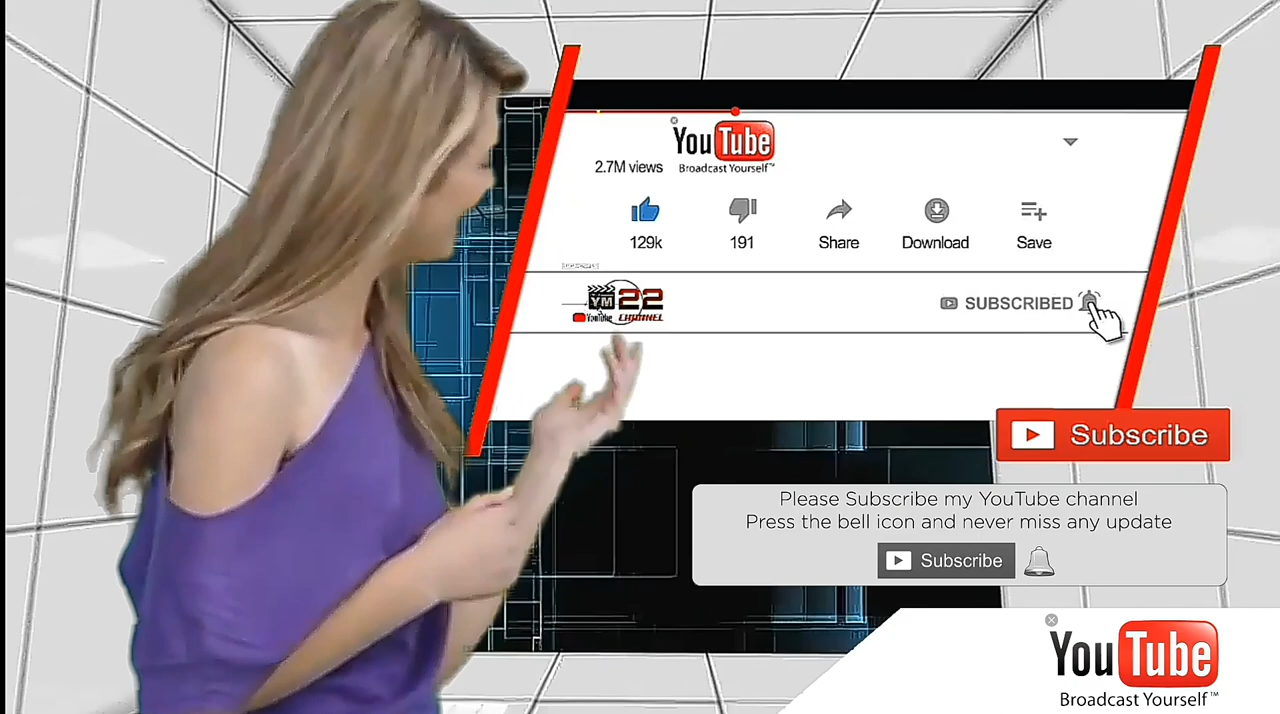 YouTube
Broadcast Yourself™
2.7M views
129k
191
Share
Download
Save
YM 22
YouTube CHANNEL
SUBSCRIBED
Subscribe
Please Subscribe my YouTube channel
Press the bell icon and never miss any update
Subscribe
YouTube
Broadcast Yourself™